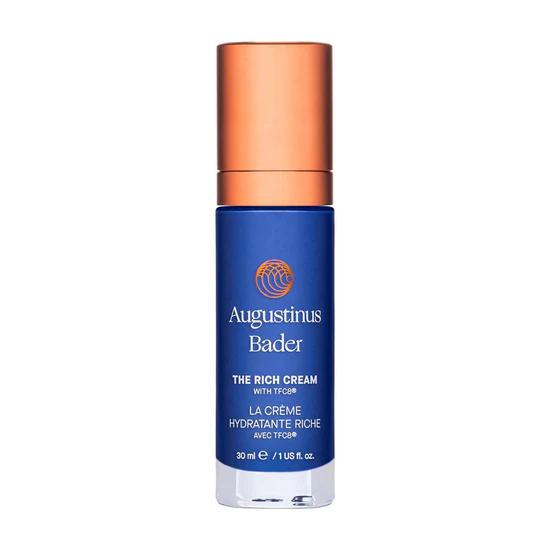 Augustinus
Bader
THE RICH CREAM
WITH TFC8®
LA CRÈME
HYDRATANTE RICHE
AVEC TFC8®
30 ml ℮ / 1 US fl. oz.